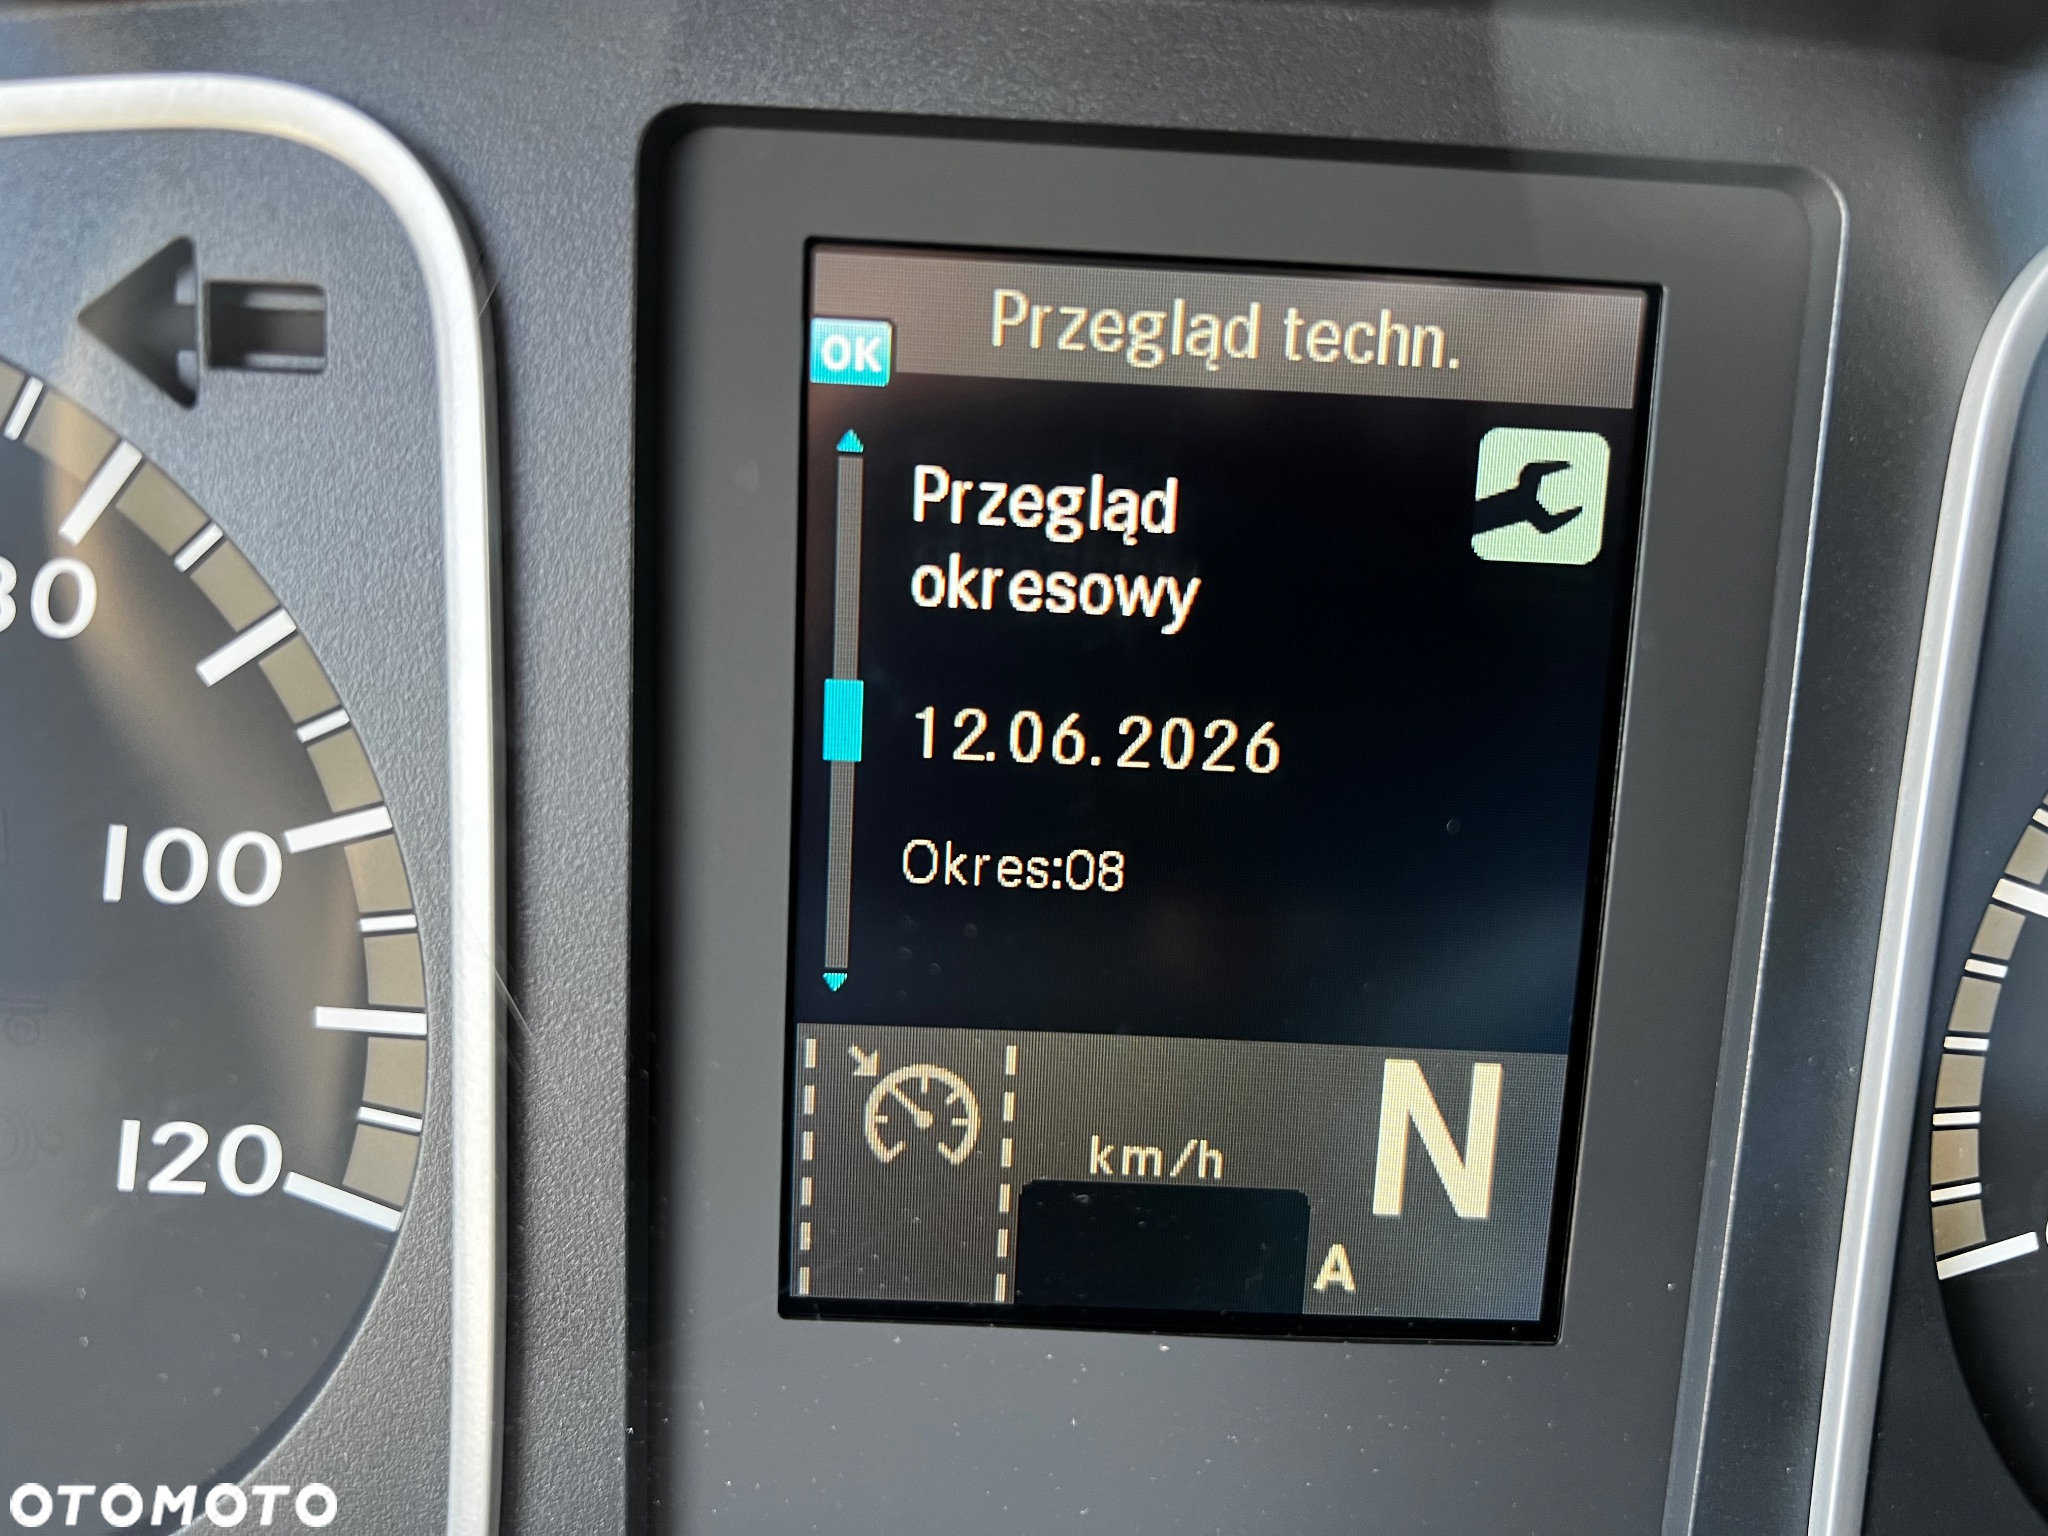 Przegląd techn.
OK
Przegląd
okresowy
12.06.2026
Okres:08
km/h
N
A
80
100
120
OTOMOTO